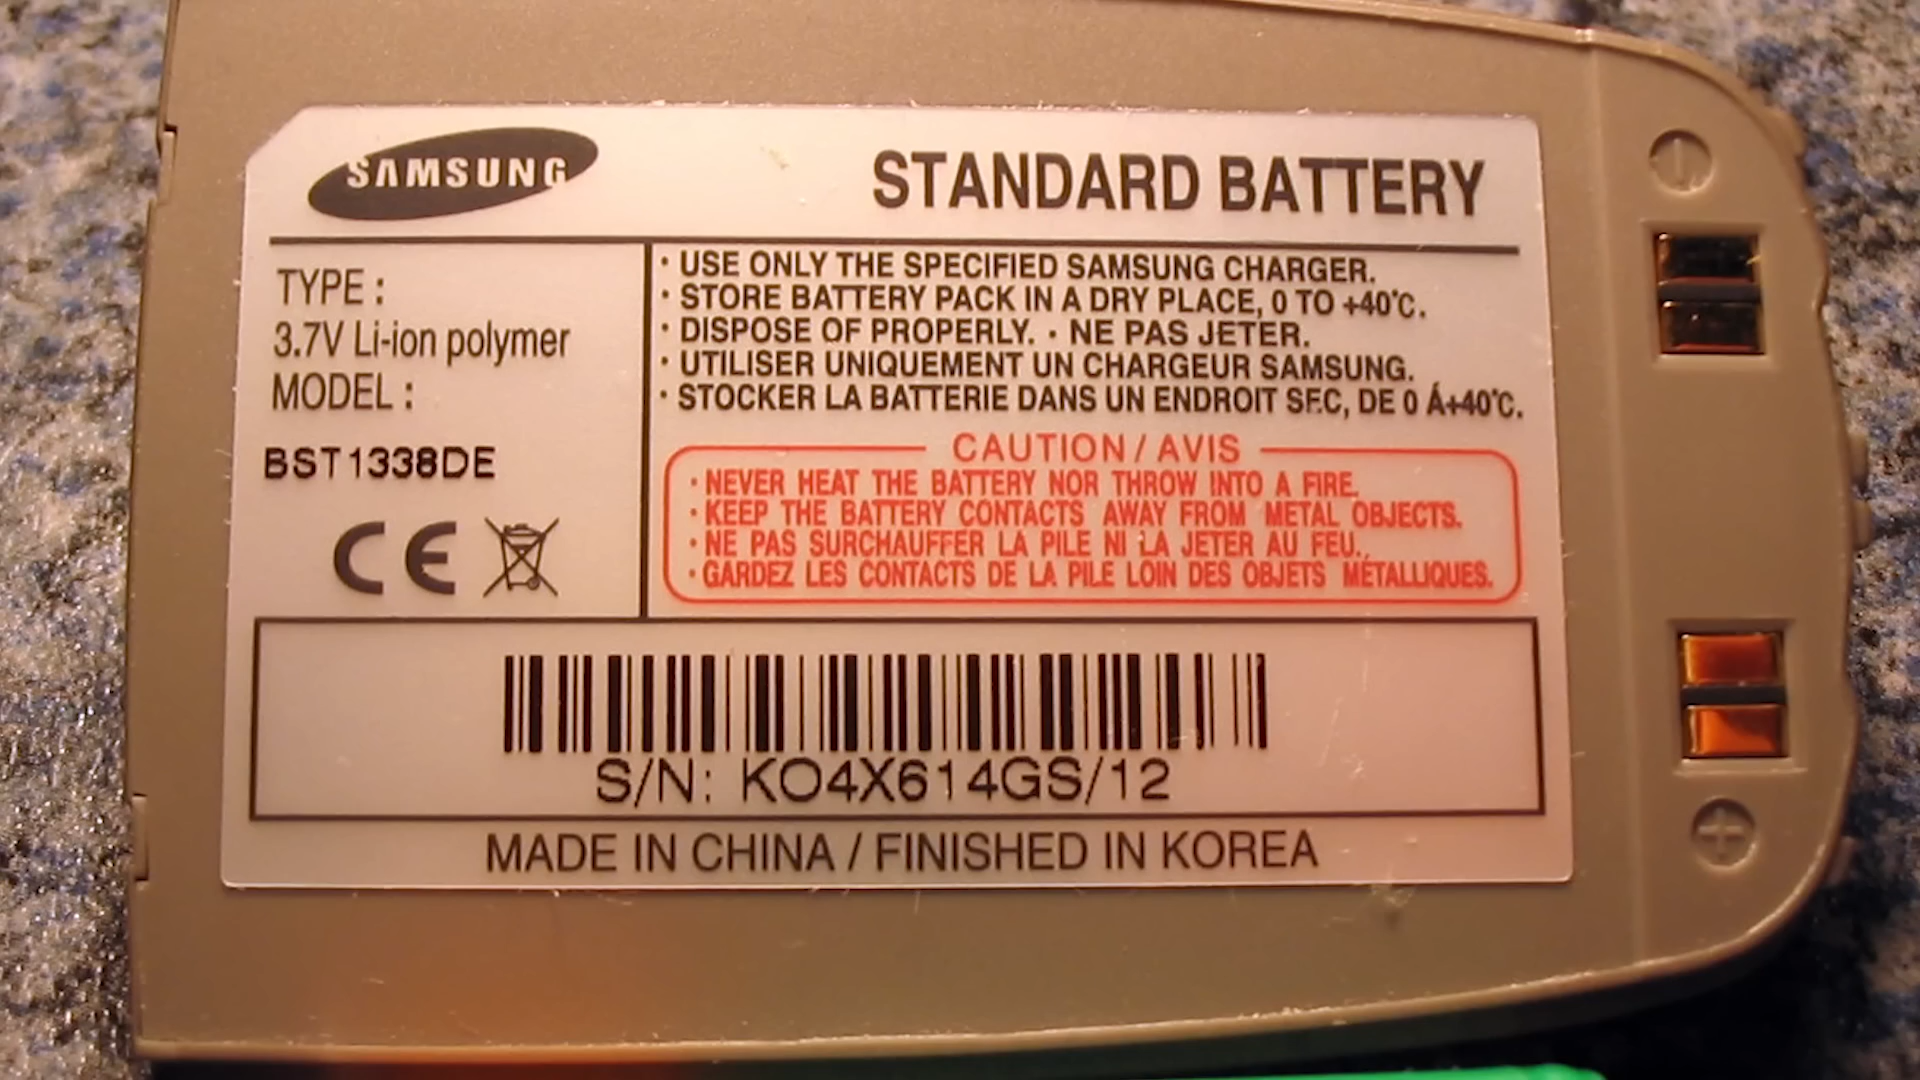 SAMSUNG
STANDARD BATTERY
TYPE :
3.7V Li-ion polymer
MODEL :
BST1338DE
CE
· USE ONLY THE SPECIFIED SAMSUNG CHARGER.
· STORE BATTERY PACK IN A DRY PLACE, 0 TO +40℃.
· DISPOSE OF PROPERLY. · NE PAS JETER.
· UTILISER UNIQUEMENT UN CHARGEUR SAMSUNG.
· STOCKER LA BATTERIE DANS UN ENDROIT SEC, DE 0 Á+40℃.
CAUTION / AVIS
· NEVER HEAT THE BATTERY NOR THROW INTO A FIRE.
· KEEP THE BATTERY CONTACTS AWAY FROM METAL OBJECTS.
· NE PAS SURCHAUFFER LA PILE NI LA JETER AU FEU.
· GARDEZ LES CONTACTS DE LA PILE LOIN DES OBJETS MÉTALLIQUES.
S/N: KO4X614GS/12
MADE IN CHINA / FINISHED IN KOREA